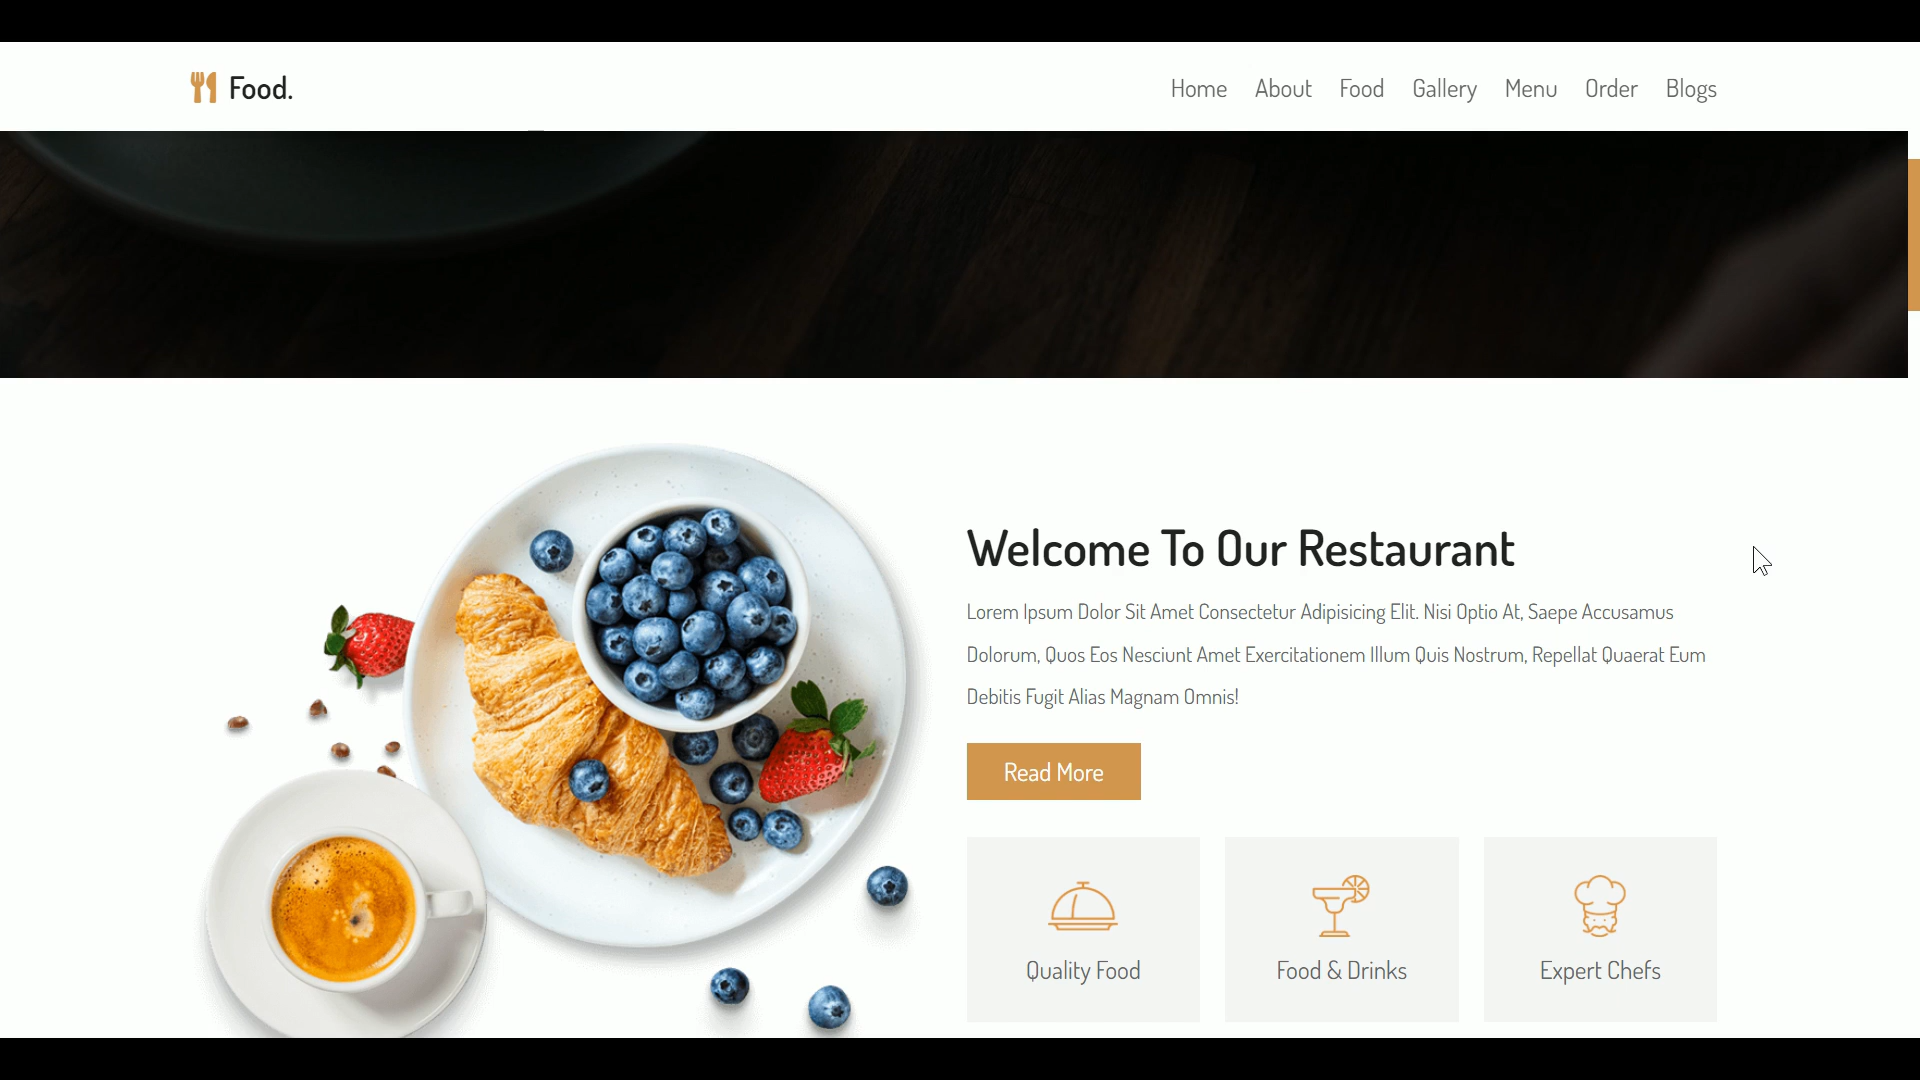 Food.
Home About Food Gallery Menu Order Blogs
Welcome To Our Restaurant
Lorem Ipsum Dolor Sit Amet Consectetur Adipisicing Elit. Nisi Optio At, Saepe Accusamus
Dolorum, Quos Eos Nesciunt Amet Exercitationem Illum Quis Nostrum, Repellat Quaerat Eum
Debitis Fugit Alias Magnam Omnis!
Read More
Quality Food
Food & Drinks
Expert Chefs